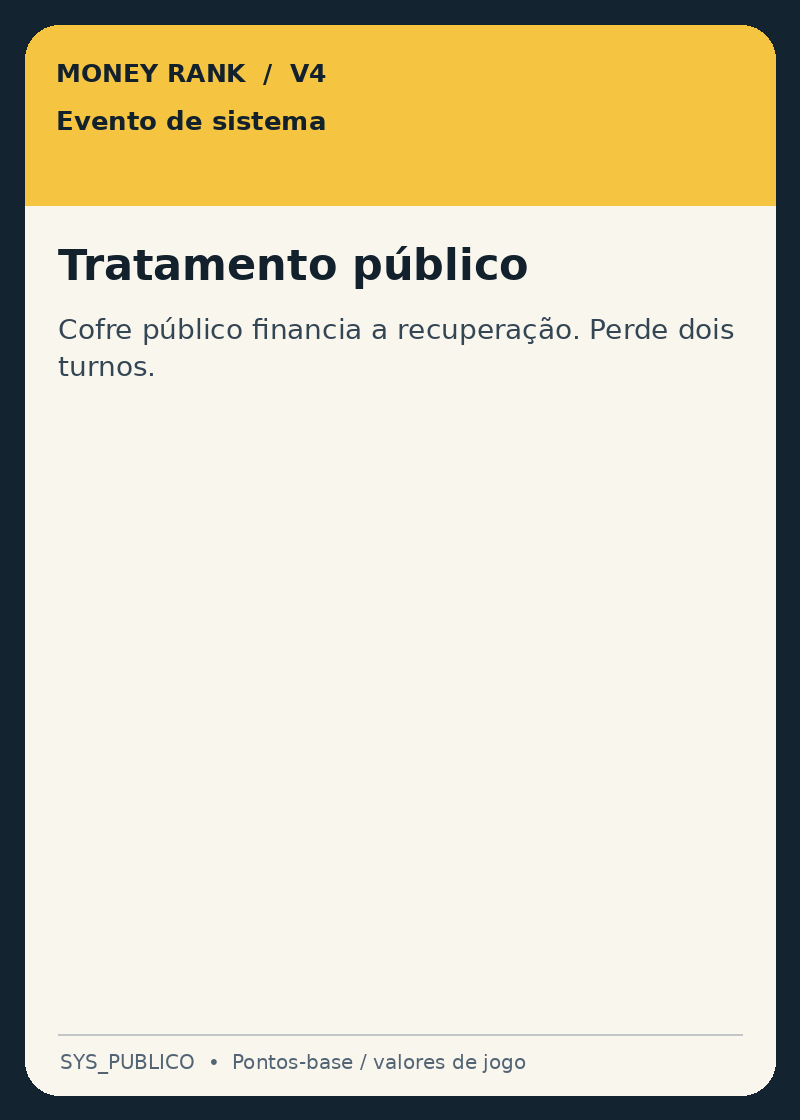 MONEY RANK / V4
Evento de sistema
Tratamento público
Cofre público financia a recuperação. Perde dois
turnos.
SYS_PUBLICO • Pontos-base / valores de jogo